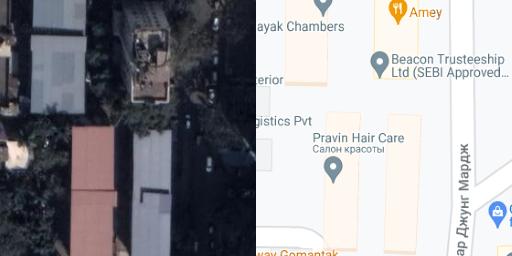 ayak Chambers
Amey
Beacon Trusteeship
Ltd (SEBI Approved...
terior
gistics Pvt
Pravin Hair Care
Салон красоты
ар Джунг Мардж
way Gomantak